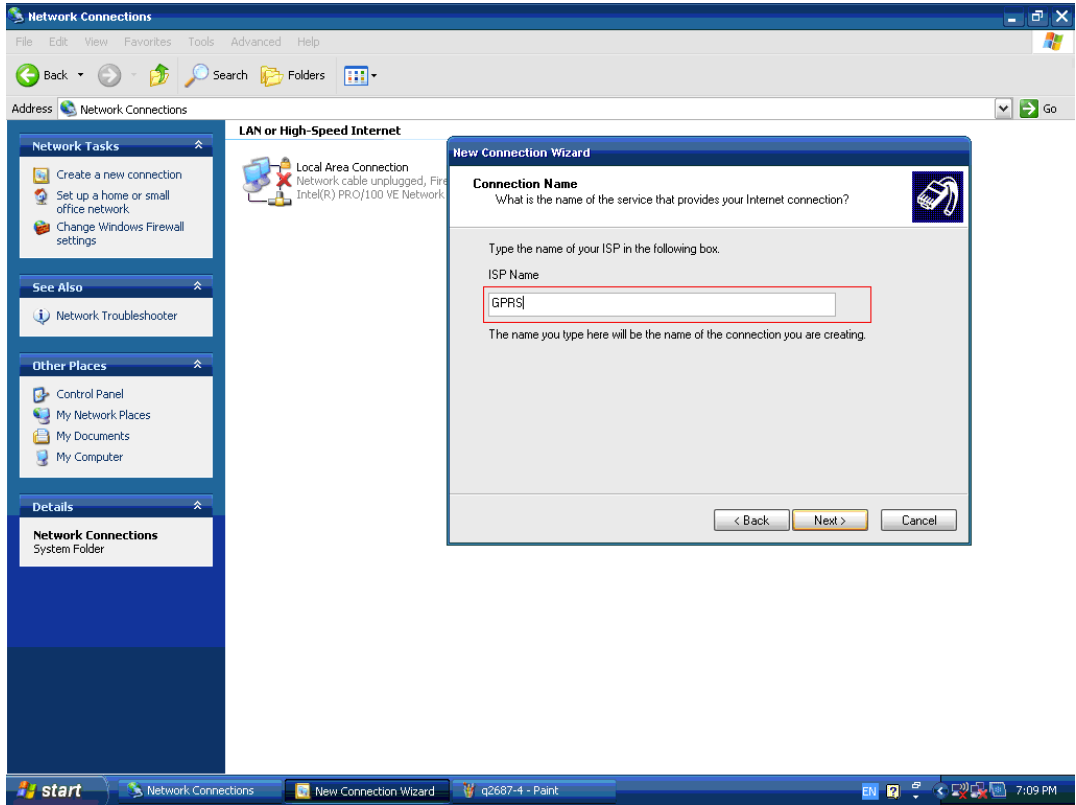 Network Connections
File Edit View Favorites Tools Advanced Help
Back Search Folders
Address Network Connections Go
Network Tasks
Create a new connection
Set up a home or small
office network
Change Windows Firewall
settings
See Also
Network Troubleshooter
Other Places
Control Panel
My Network Places
My Documents
My Computer
Details
Network Connections
System Folder
LAN or High-Speed Internet
Local Area Connection
Network cable unplugged, Fire
Intel(R) PRO/100 VE Network
New Connection Wizard
Connection Name
What is the name of the service that provides your Internet connection?
Type the name of your ISP in the following box.
ISP Name
GPRS
The name you type here will be the name of the connection you are creating.
< Back Next > Cancel
start Network Connections New Connection Wizard q2687-4 - Paint EN ? 7:09 PM